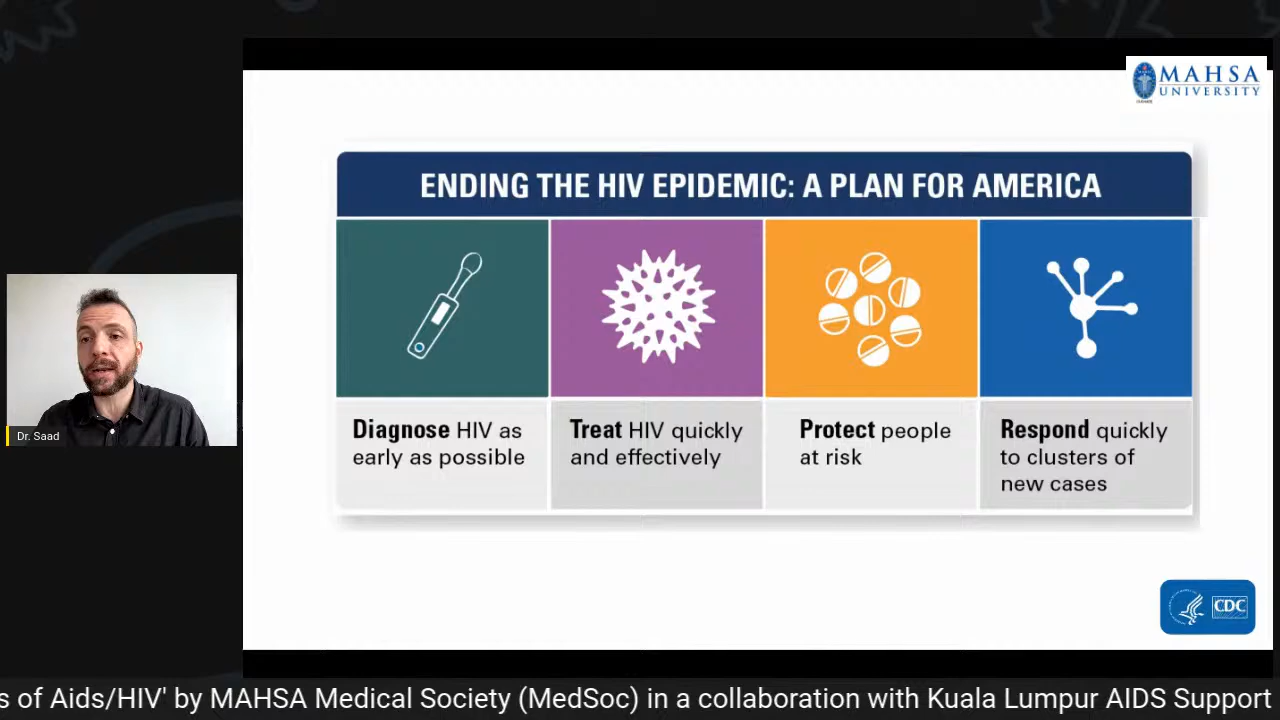 MAHSA
UNIVERSITY
ENDING THE HIV EPIDEMIC: A PLAN FOR AMERICA
Diagnose HIV as
early as possible
Treat HIV quickly
and effectively
Protect people
at risk
Respond quickly
to clusters of
new cases
Dr. Saad
CDC
s of Aids/HIV' by MAHSA Medical Society (MedSoc) in a collaboration with Kuala Lumpur AIDS Support